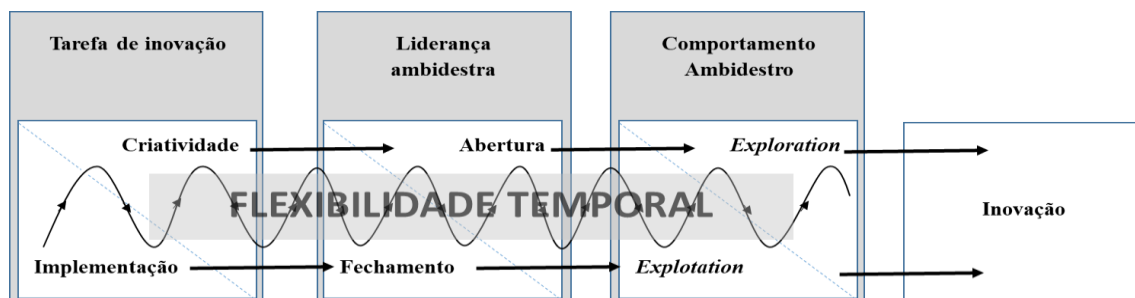 Tarefa de inovação
Liderança
ambidestra
Comportamento
Ambidestro
Criatividade
Abertura
Exploration
FLEXIBILIDADE TEMPORAL
Inovação
Implementação
Fechamento
Explotation